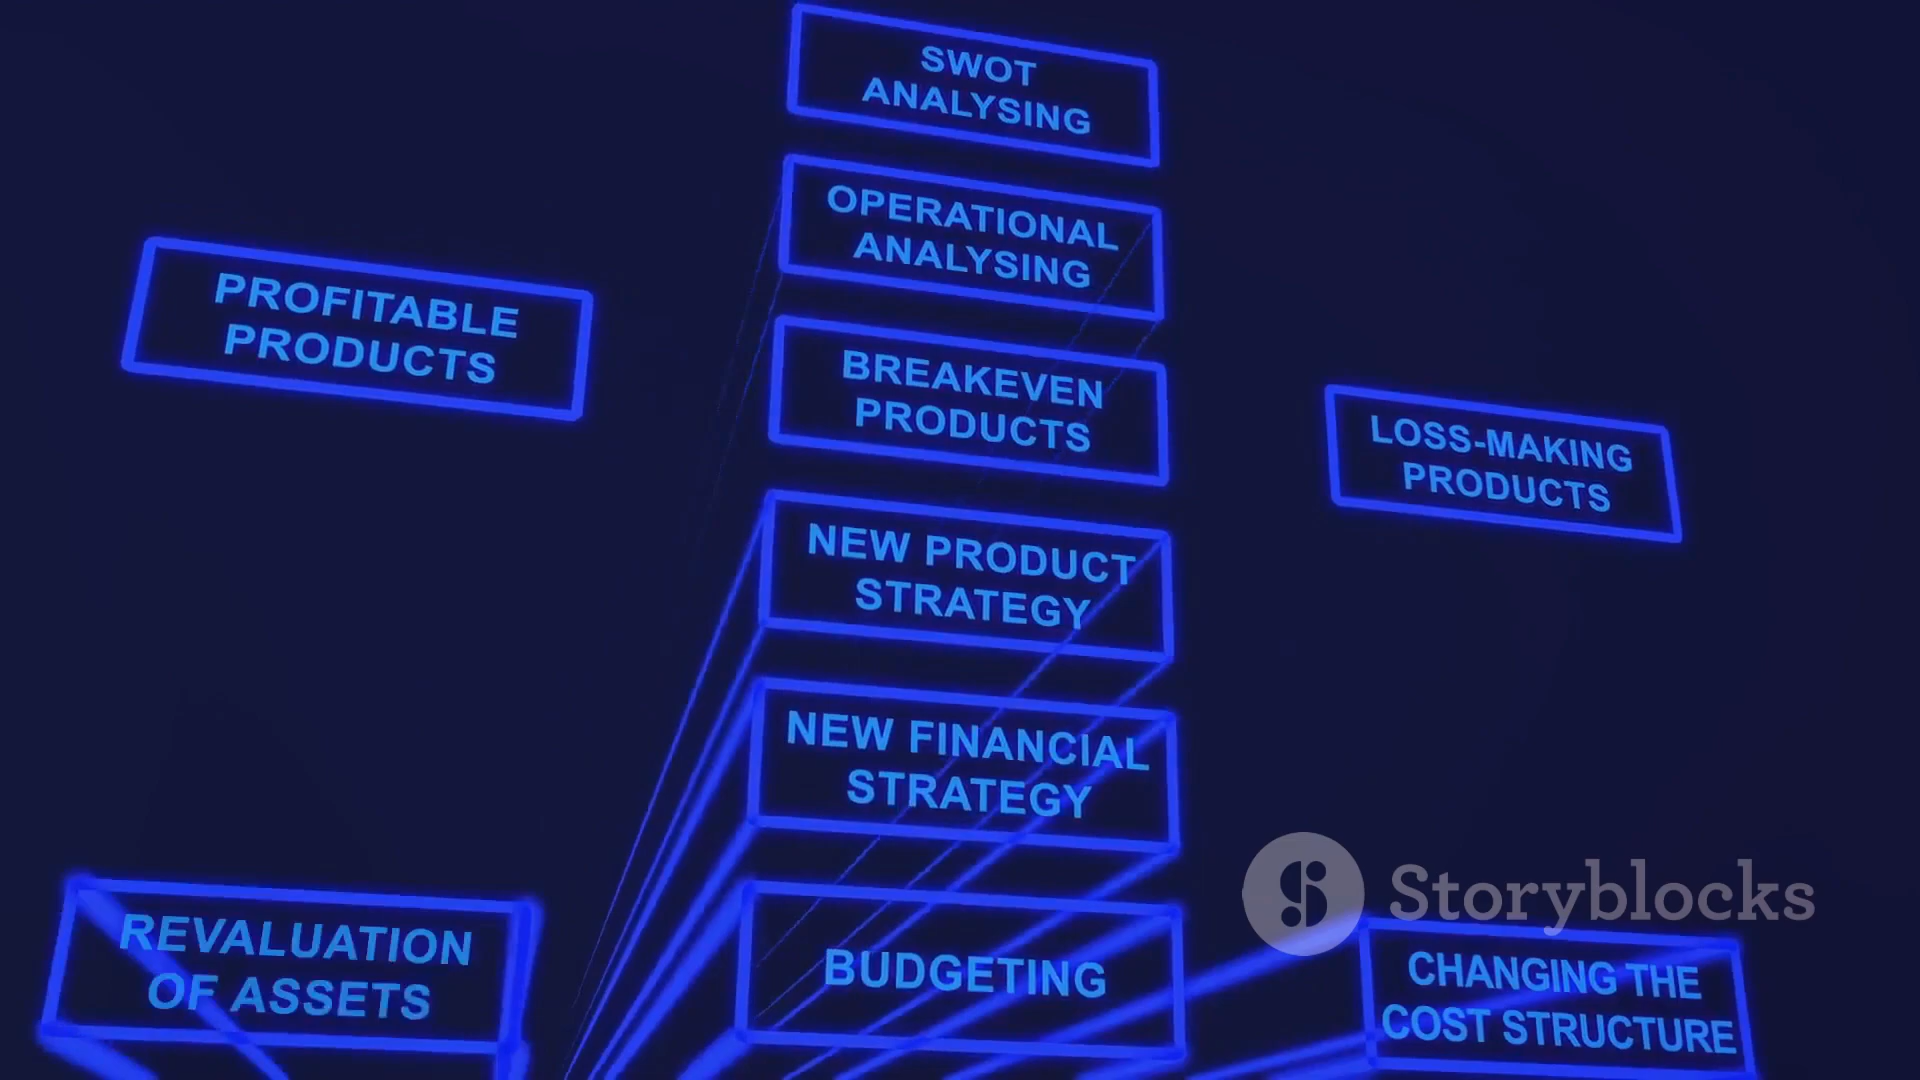 SWOT
ANALYSING
OPERATIONAL
ANALYSING
PROFITABLE
PRODUCTS
BREAKEVEN
PRODUCTS
LOSS-MAKING
PRODUCTS
NEW PRODUCT
STRATEGY
NEW FINANCIAL
STRATEGY
REVALUATION
OF ASSETS
BUDGETING
CHANGING THE
COST STRUCTURE
Storyblocks